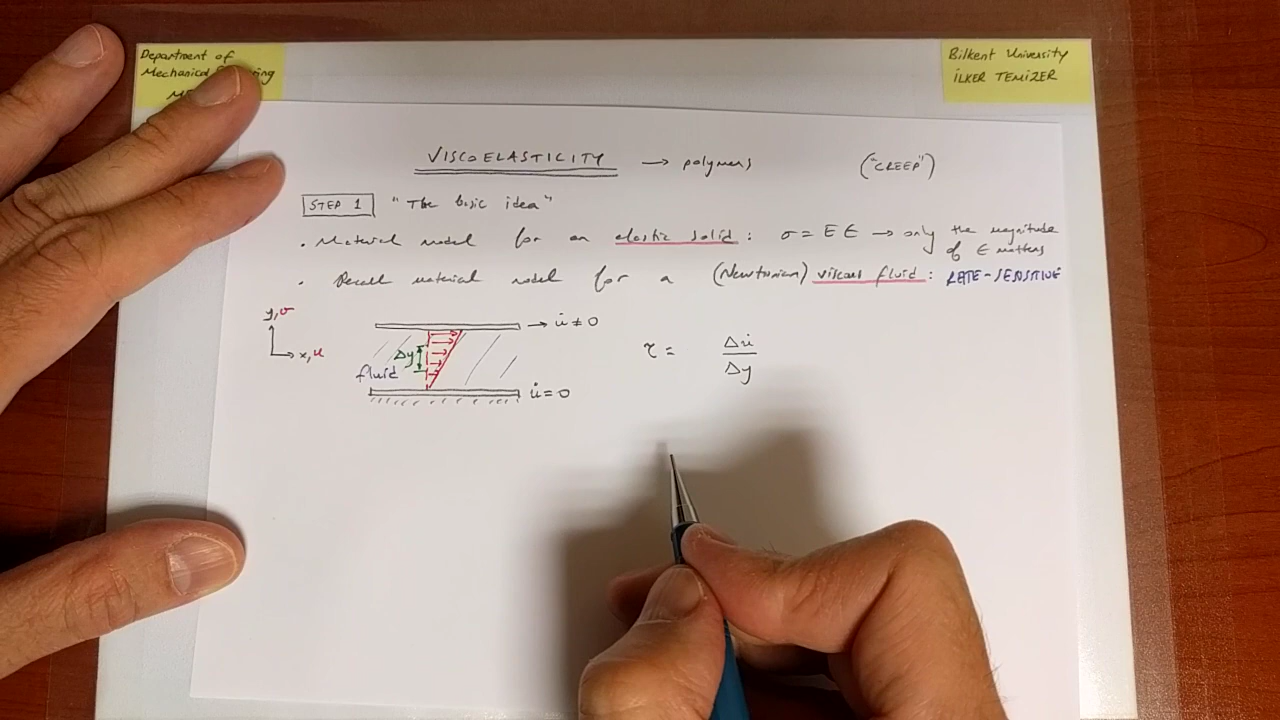 Department of
Mechanical
Bilkent University
İLKER TEMIZER
VISCOELASTICITY → polymers ("CREEP")
STEP 1 "The basic idea"
• Material model for an elastic solid : σ = E ϵ → only the magnitude
of ϵ matters
• Recall material model for a (Newtonian) viscous fluid : RATE-SENSITIVE
y,v
x,u
Δy
fluid
→ u̇ ≠ 0
u̇ = 0
τ = Δu̇
Δy